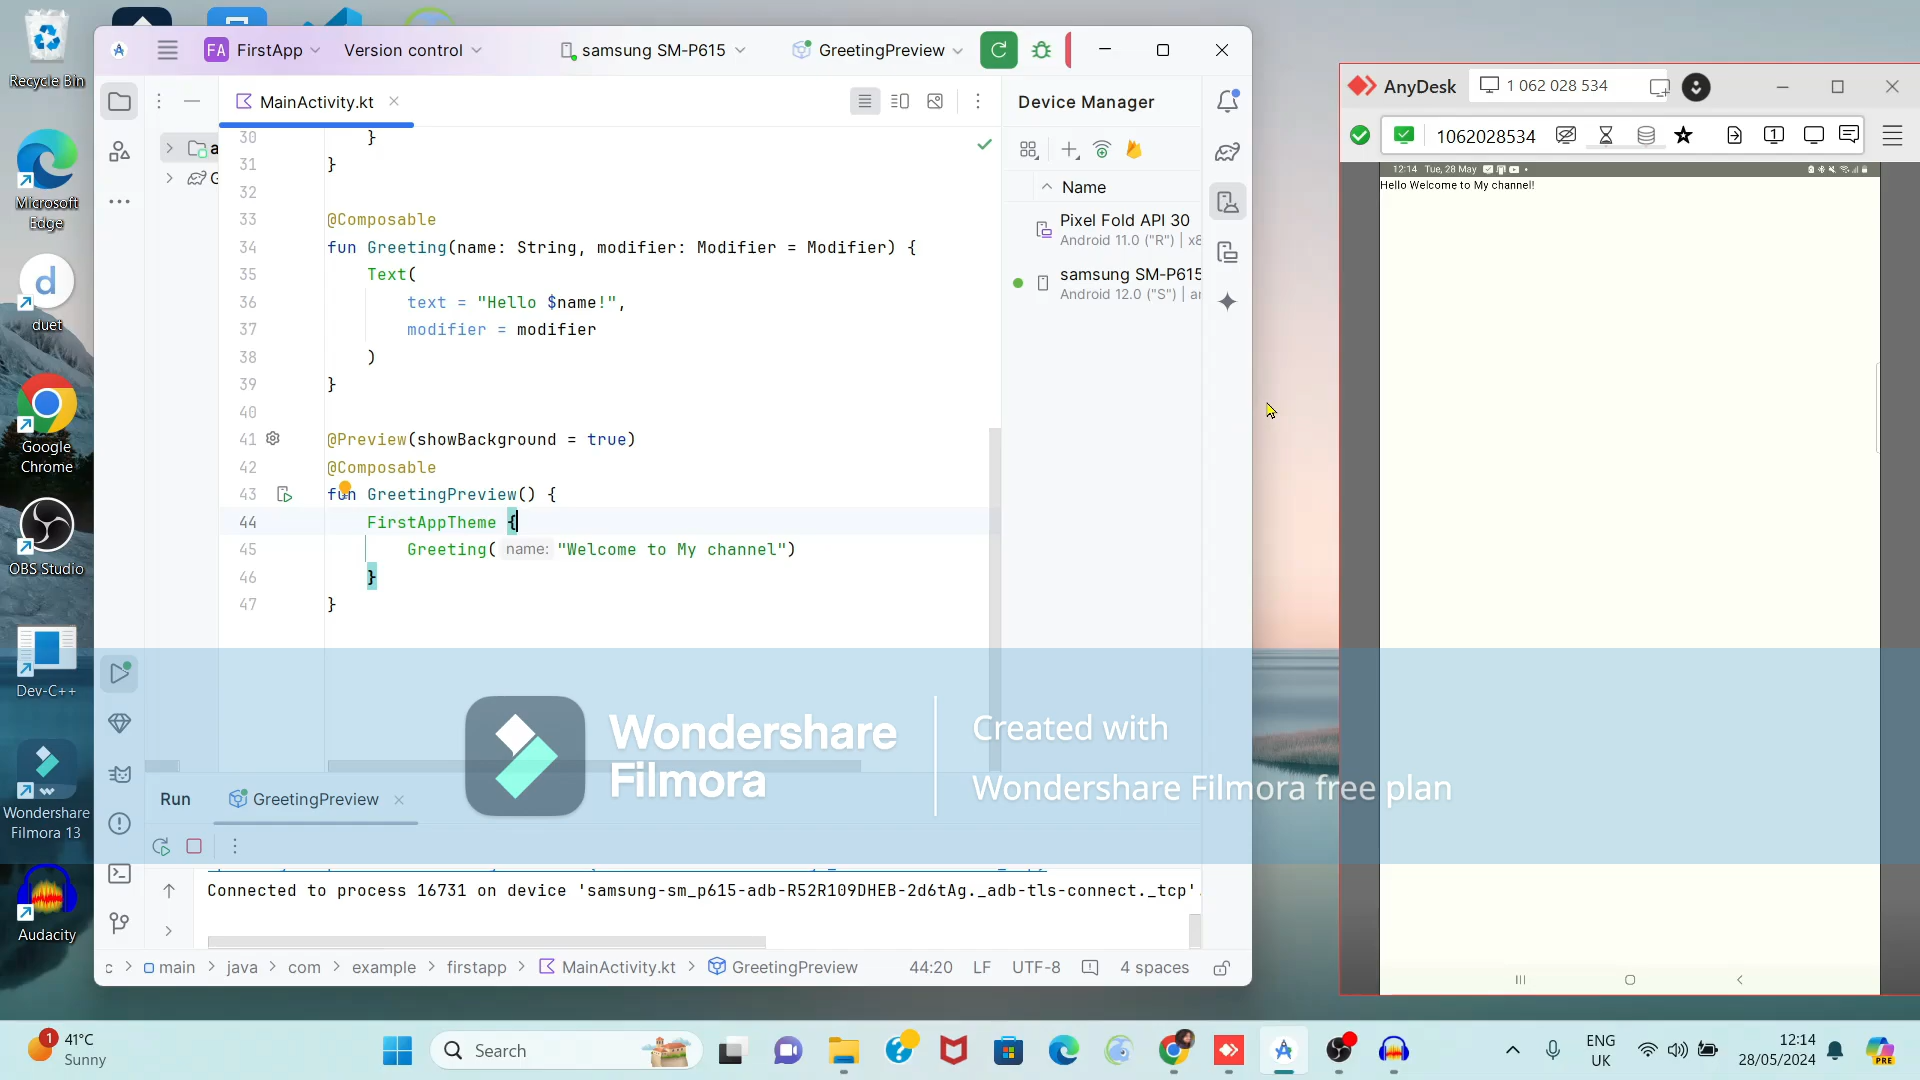 Recycle Bin
Microsoft
Edge
duet
Google
Chrome
OBS Studio
Dev-C++
Wondershare
Filmora 13
Audacity
FA FirstApp
Version control
samsung SM-P615
GreetingPreview
MainActivity.kt
Device Manager
Name
Pixel Fold API 30
Android 11.0 ("R") | x8
samsung SM-P615
Android 12.0 ("S") | ar
30 }
31 }
32
33 @Composable
34 fun Greeting(name: String, modifier: Modifier = Modifier) {
35 Text(
36 text = "Hello $name!",
37 modifier = modifier
38 )
39 }
40
41 @Preview(showBackground = true)
42 @Composable
43 fun GreetingPreview() {
44 FirstAppTheme {
45 Greeting( name: "Welcome to My channel")
46 }
47 }
Wondershare
Filmora
Created with
Wondershare Filmora free plan
Run
GreetingPreview
Connected to process 16731 on device 'samsung-sm_p615-adb-R52R109DHEB-2d6tAg._adb-tls-connect._tcp'.
c > main > java > com > example > firstapp > MainActivity.kt > GreetingPreview
44:20 LF UTF-8 4 spaces
AnyDesk
1 062 028 534
1062028534
12:14 Tue, 28 May
Hello Welcome to My channel!
1
41°C
Sunny
Search
ENG
UK
12:14
28/05/2024
PRE